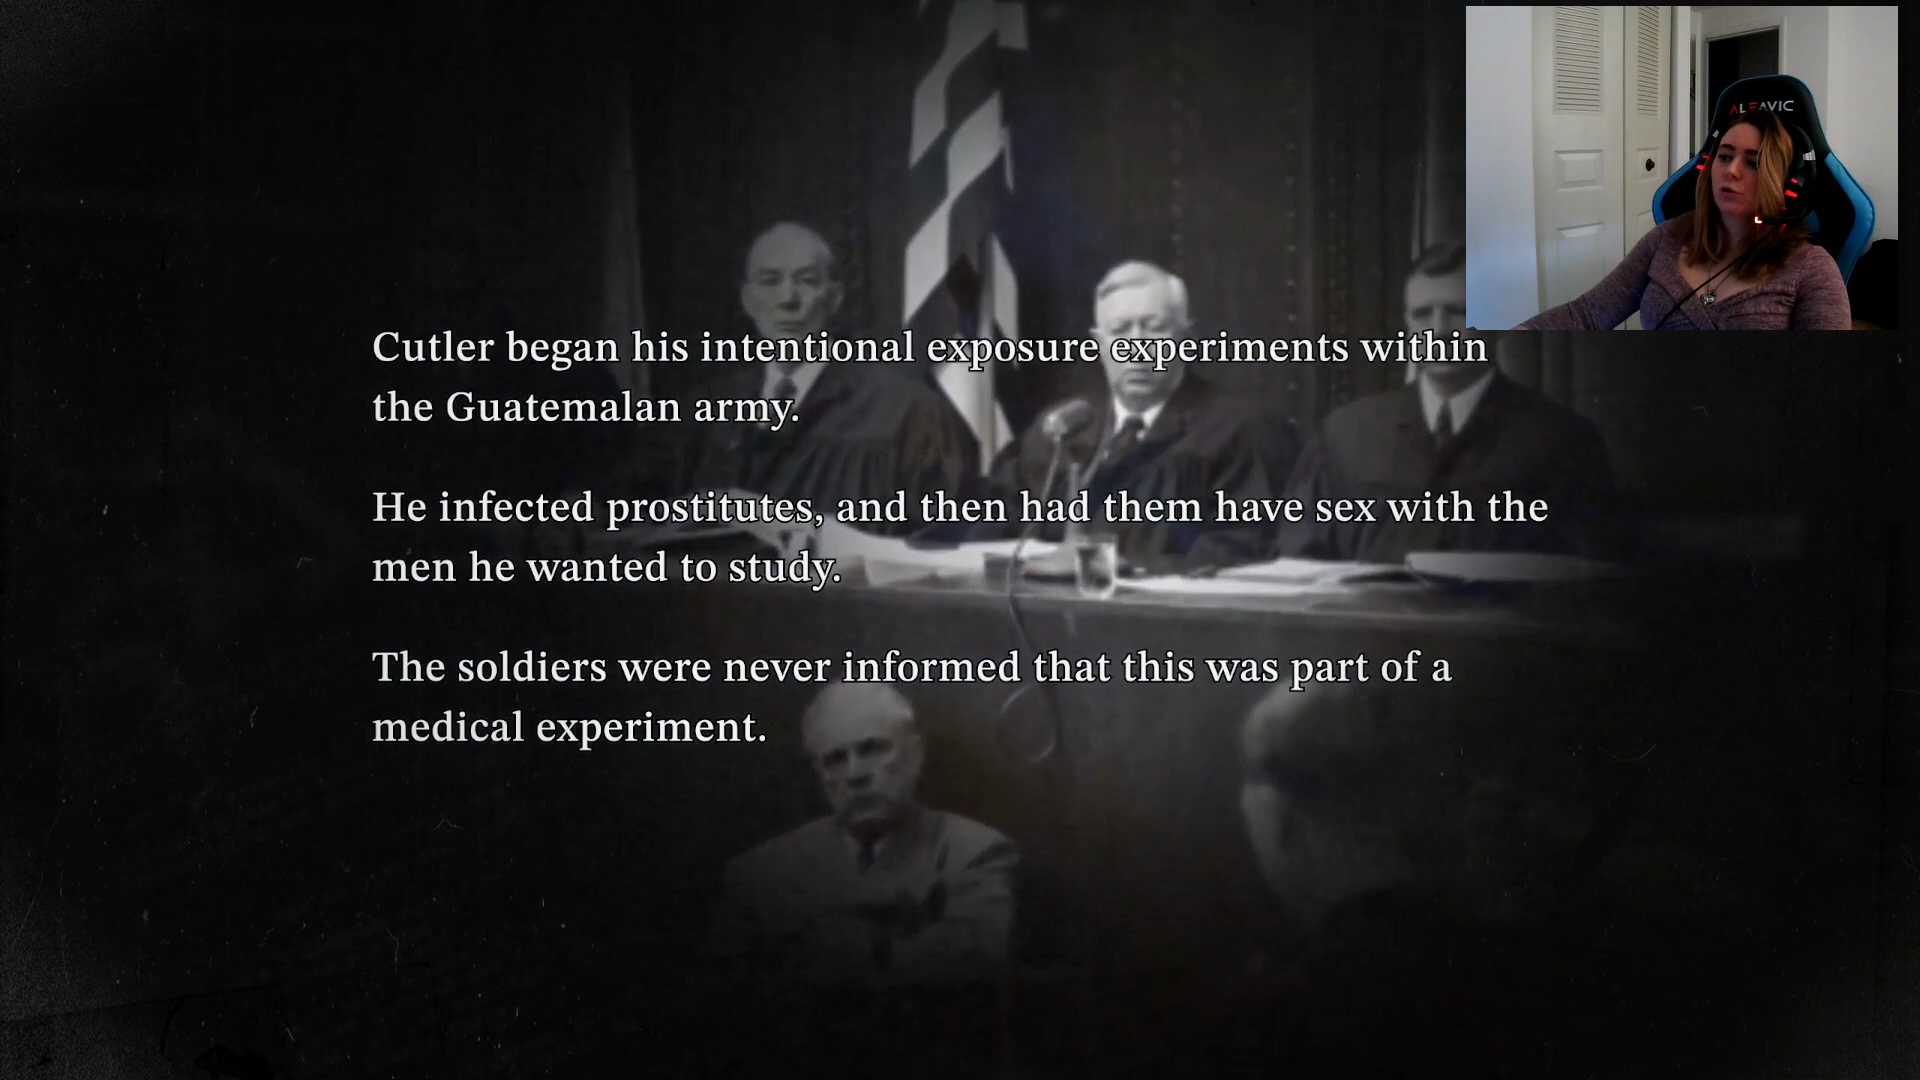 ALFAVIC
Cutler began his intentional exposure experiments within
the Guatemalan army.
He infected prostitutes, and then had them have sex with the
men he wanted to study.
The soldiers were never informed that this was part of a
medical experiment.